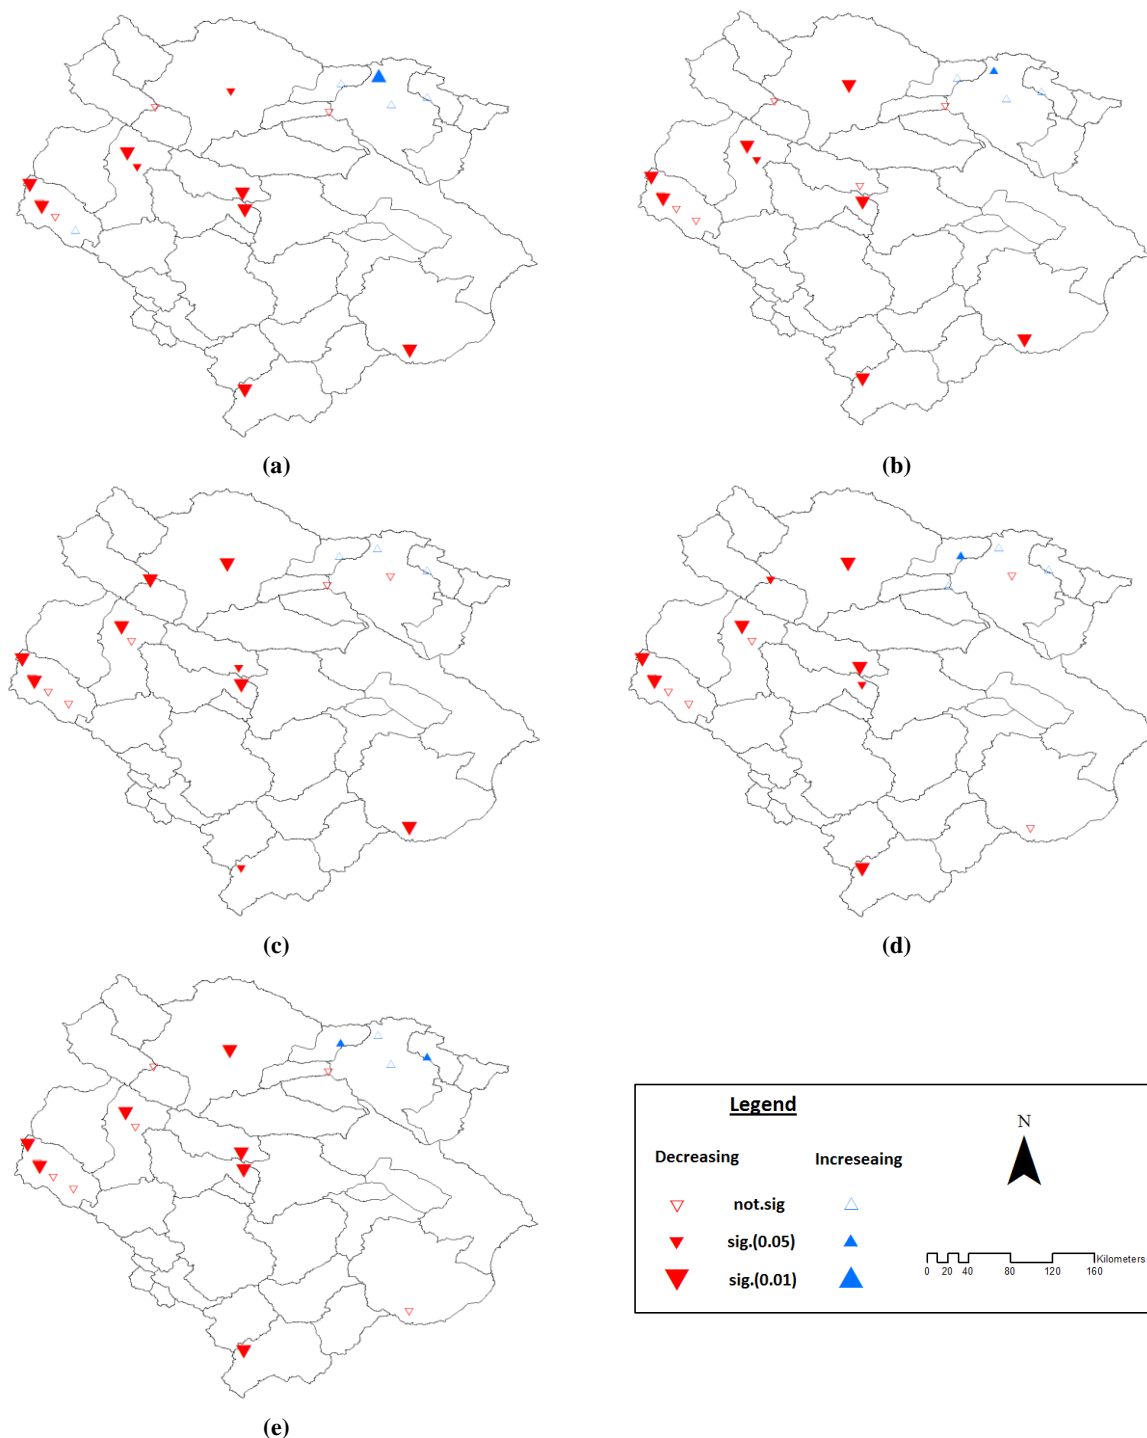 (a)
(b)
(c)
(d)
(e)
Legend
N
Decreasing
Increseaing
not.sig
sig.(0.05)
sig.(0.01)
Kilometers
0 20 40 80 120 160